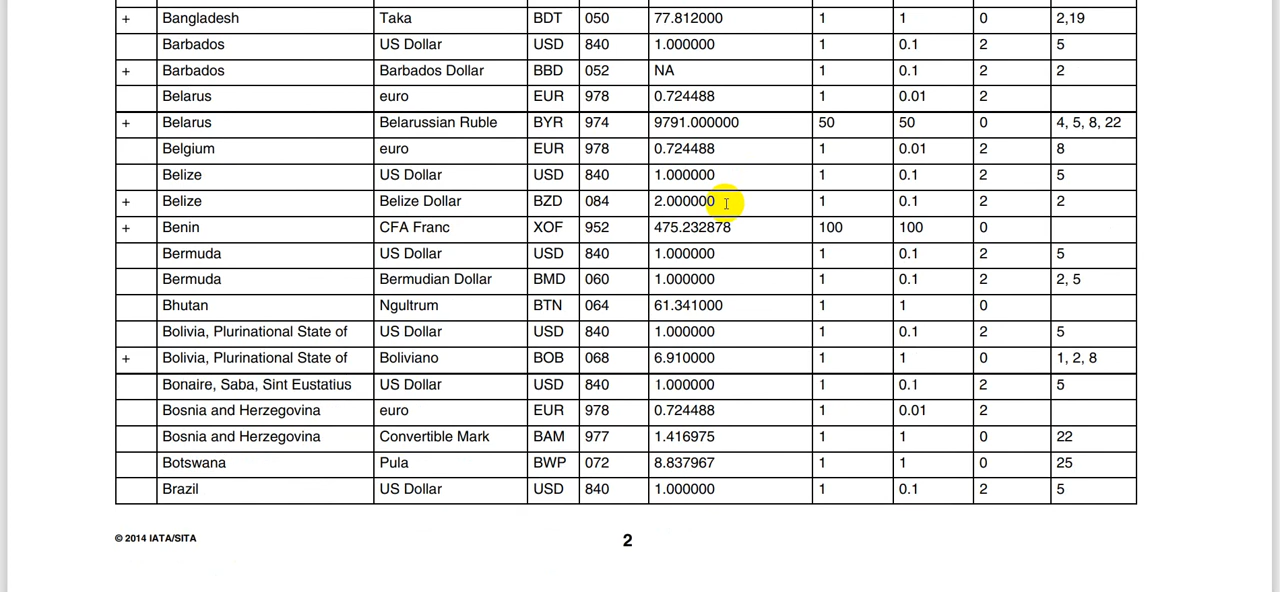 + Bangladesh Taka BDT 050 77.812000 1 1 0 2,19
Barbados US Dollar USD 840 1.000000 1 0.1 2 5
+ Barbados Barbados Dollar BBD 052 NA 1 0.1 2 2
Belarus euro EUR 978 0.724488 1 0.01 2
+ Belarus Belarussian Ruble BYR 974 9791.000000 50 50 0 4, 5, 8, 22
Belgium euro EUR 978 0.724488 1 0.01 2 8
Belize US Dollar USD 840 1.000000 1 0.1 2 5
+ Belize Belize Dollar BZD 084 2.000000 1 0.1 2 2
+ Benin CFA Franc XOF 952 475.232878 100 100 0
Bermuda US Dollar USD 840 1.000000 1 0.1 2 5
Bermuda Bermudian Dollar BMD 060 1.000000 1 0.1 2 2, 5
Bhutan Ngultrum BTN 064 61.341000 1 1 0
Bolivia, Plurinational State of US Dollar USD 840 1.000000 1 0.1 2 5
+ Bolivia, Plurinational State of Boliviano BOB 068 6.910000 1 1 0 1, 2, 8
Bonaire, Saba, Sint Eustatius US Dollar USD 840 1.000000 1 0.1 2 5
Bosnia and Herzegovina euro EUR 978 0.724488 1 0.01 2
Bosnia and Herzegovina Convertible Mark BAM 977 1.416975 1 1 0 22
Botswana Pula BWP 072 8.837967 1 1 0 25
Brazil US Dollar USD 840 1.000000 1 0.1 2 5
© 2014 IATA/SITA
2